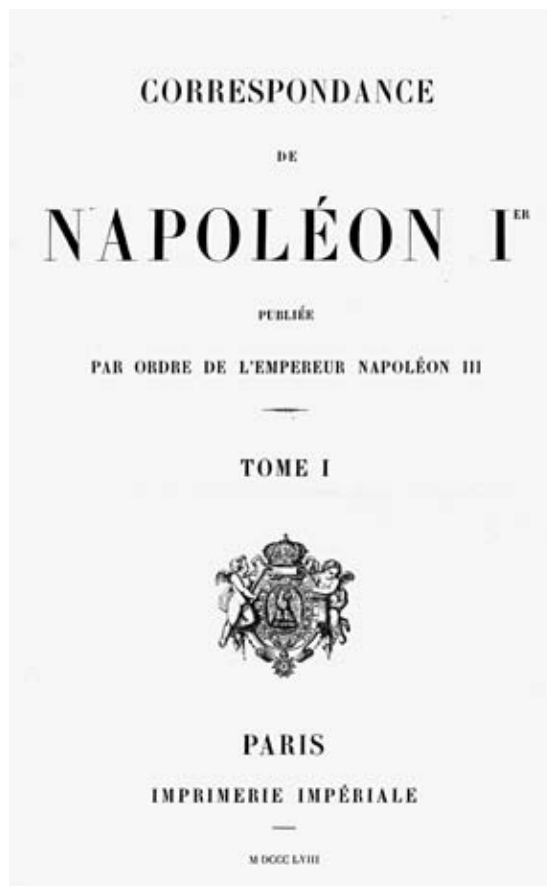 CORRESPONDANCE
DE
NAPOLÉON IER
PUBLIÉE
PAR ORDRE DE L'EMPEREUR NAPOLÉON III
TOME I
PARIS
IMPRIMERIE IMPÉRIALE
M DCCC LVIII